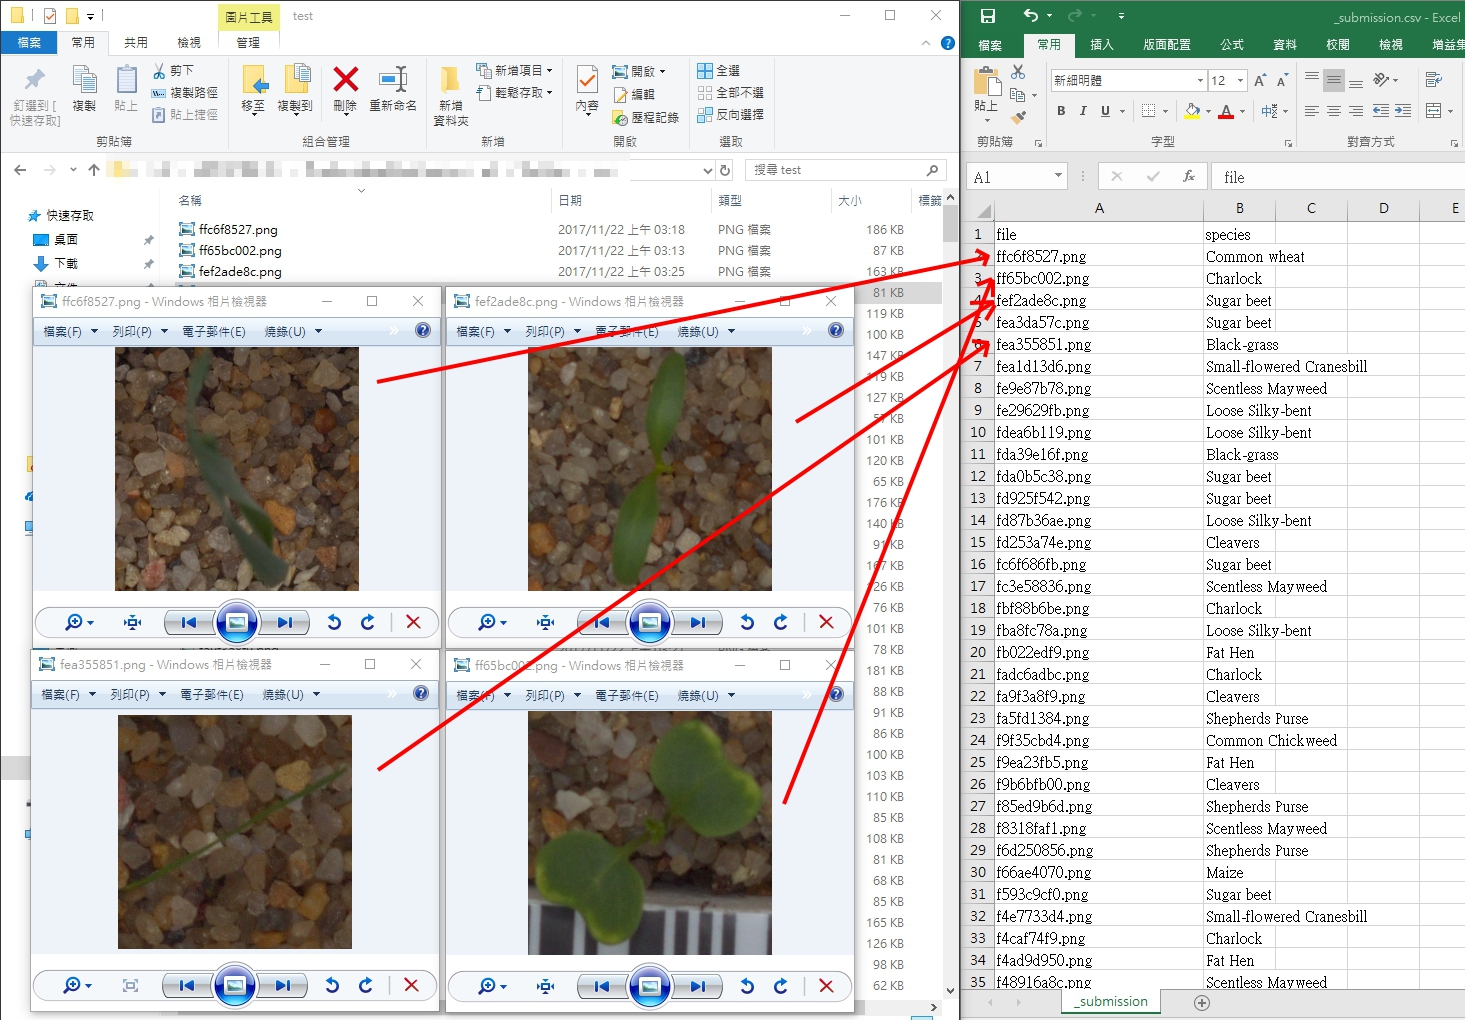 圖片工具
test
檔案
常用
共用
檢視
管理
釘選到 [
快速存取]
複製
貼上
剪下
複製路徑
貼上捷徑
剪貼簿
移至
複製到
刪除
重新命名
組合管理
新增
資料夾
新增項目
輕鬆存取
新增
內容
開啟
編輯
歷程記錄
開啟
全選
全部不選
反向選擇
選取
搜尋 test
快速存取
桌面
下載
名稱
日期
類型
大小
標籤
ffc6f8527.png 2017/11/22 上午 03:18 PNG 檔案 186 KB
ff65bc002.png 2017/11/22 上午 03:13 PNG 檔案 87 KB
fef2ade8c.png 2017/11/22 上午 03:25 PNG 檔案 163 KB
81 KB
119 KB
100 KB
147 KB
119 KB
127 KB
57 KB
101 KB
120 KB
65 KB
176 KB
140 KB
91 KB
167 KB
126 KB
76 KB
101 KB
78 KB
181 KB
88 KB
91 KB
86 KB
100 KB
103 KB
110 KB
85 KB
108 KB
81 KB
68 KB
85 KB
165 KB
126 KB
98 KB
62 KB
ffc6f8527.png - Windows 相片檢視器
檔案(F) 列印(P) 電子郵件(E) 燒錄(U)
fef2ade8c.png - Windows 相片檢視器
檔案(F) 列印(P) 電子郵件(E) 燒錄(U)
fea355851.png - Windows 相片檢視器
檔案(F) 列印(P) 電子郵件(E) 燒錄(U)
ff65bc002.png - Windows 相片檢視器
檔案(F) 列印(P) 電子郵件(E) 燒錄(U)
_submission.csv - Excel
檔案 常用 插入 版面配置 公式 資料 校閱 檢視 增益集
貼上
剪貼簿
新細明體 12
B I U
字型
對齊方式
A1 fx file
A B C D E
1 file species
2 ffc6f8527.png Common wheat
3 ff65bc002.png Charlock
4 fef2ade8c.png Sugar beet
5 fea3da57c.png Sugar beet
6 fea355851.png Black-grass
7 fea1d13d6.png Small-flowered Cranesbill
8 fe9e87b78.png Scentless Mayweed
9 fe29629fb.png Loose Silky-bent
10 fdea6b119.png Loose Silky-bent
11 fda39e16f.png Black-grass
12 fda0b5c38.png Sugar beet
13 fd925f542.png Sugar beet
14 fd87b36ae.png Loose Silky-bent
15 fd253a74e.png Cleavers
16 fc6f686fb.png Sugar beet
17 fc3e58836.png Scentless Mayweed
18 fbf88b6be.png Charlock
19 fba8fc78a.png Loose Silky-bent
20 fb022edf9.png Fat Hen
21 fadc6adbc.png Charlock
22 fa9f3a8f9.png Cleavers
23 fa5fd1384.png Shepherds Purse
24 f9f35cbd4.png Common Chickweed
25 f9ea23fb5.png Fat Hen
26 f9b6bfb00.png Cleavers
27 f85ed9b6d.png Shepherds Purse
28 f8318faf1.png Scentless Mayweed
29 f6d250856.png Shepherds Purse
30 f66ae4070.png Maize
31 f593c9cf0.png Sugar beet
32 f4e7733d4.png Small-flowered Cranesbill
33 f4caf74f9.png Charlock
34 f4ad9d950.png Fat Hen
35 f48916a8c.png Scentless Mayweed
_submission